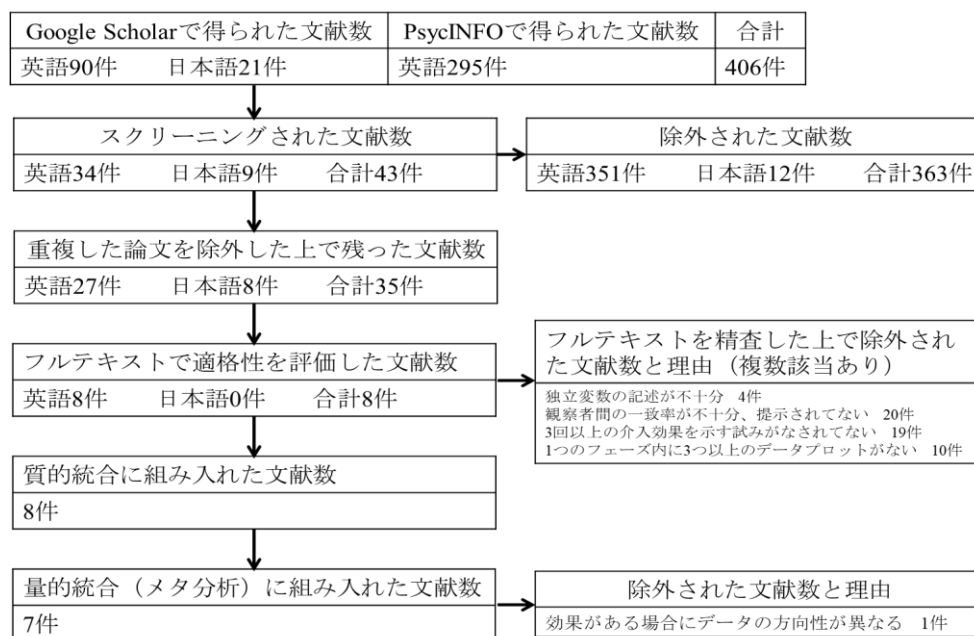 Google Scholarで得られた文献数 PsycINFOで得られた文献数 合計
英語90件 日本語21件 英語295件 406件
スクリーニングされた文献数
英語34件 日本語9件 合計43件
除外された文献数
英語351件 日本語12件 合計363件
重複した論文を除外した上で残った文献数
英語27件 日本語8件 合計35件
フルテキストで適格性を評価した文献数
英語8件 日本語0件 合計8件
フルテキストを精査した上で除外され
た文献数と理由（複数該当あり）
独立変数の記述が不十分 4件
観察者間の一致率が不十分、提示されてない 20件
3回以上の介入効果を示す試みがなされてない 19件
1つのフェーズ内に3つ以上のデータプロットがない 10件
質的統合に組み入れた文献数
8件
量的統合（メタ分析）に組み入れた文献数
7件
除外された文献数と理由
効果がある場合にデータの方向性が異なる 1件